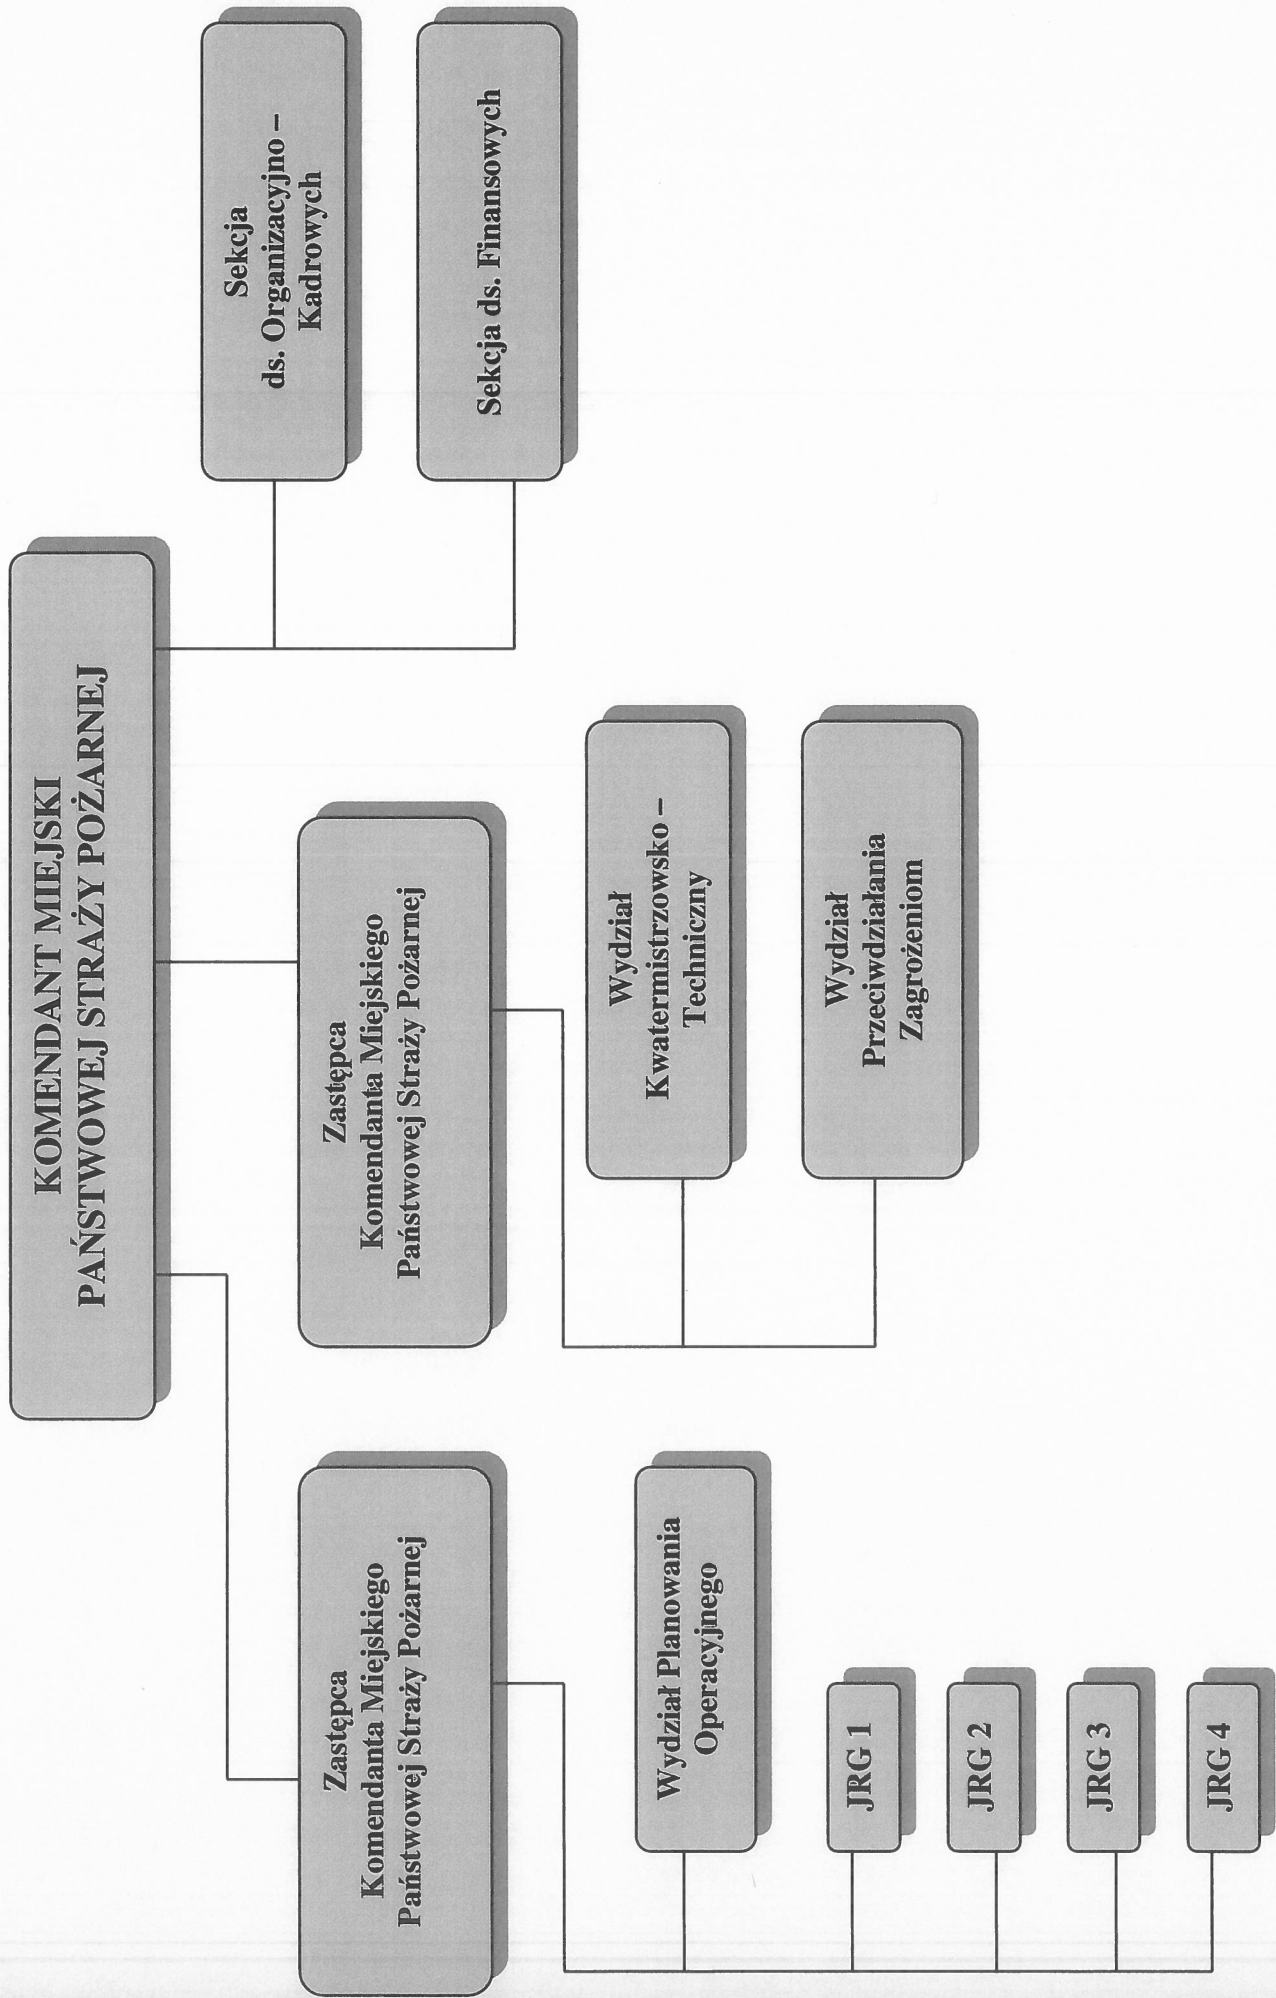 KOMENDANT MIEJSKI
PAŃSTWOWEJ STRAŻY POŻARNEJ
Zastępca
Komendanta Miejskiego
Państwowej Straży Pożarnej
Wydział Planowania
Operacyjnego
JRG 1
JRG 2
JRG 3
JRG 4
Zastępca
Komendanta Miejskiego
Państwowej Straży Pożarnej
Wydział
Kwatermistrzowsko –
Techniczny
Wydział
Przeciwdziałania
Zagrożeniom
Sekcja
ds. Organizacyjno –
Kadrowych
Sekcja ds. Finansowych